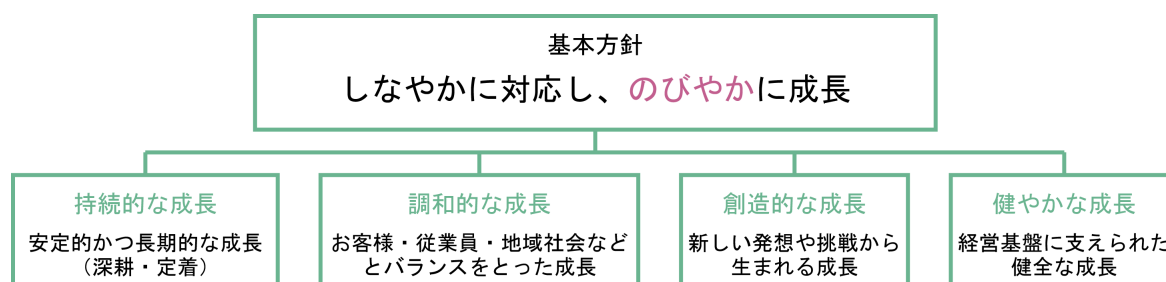 基本方針
しなやかに対応し、のびやかに成長
持続的な成長
安定的かつ長期的な成長
（深耕・定着）
調和的な成長
お客様・従業員・地域社会など
とバランスをとった成長
創造的な成長
新しい発想や挑戦から
生まれる成長
健やかな成長
経営基盤に支えられた
健全な成長